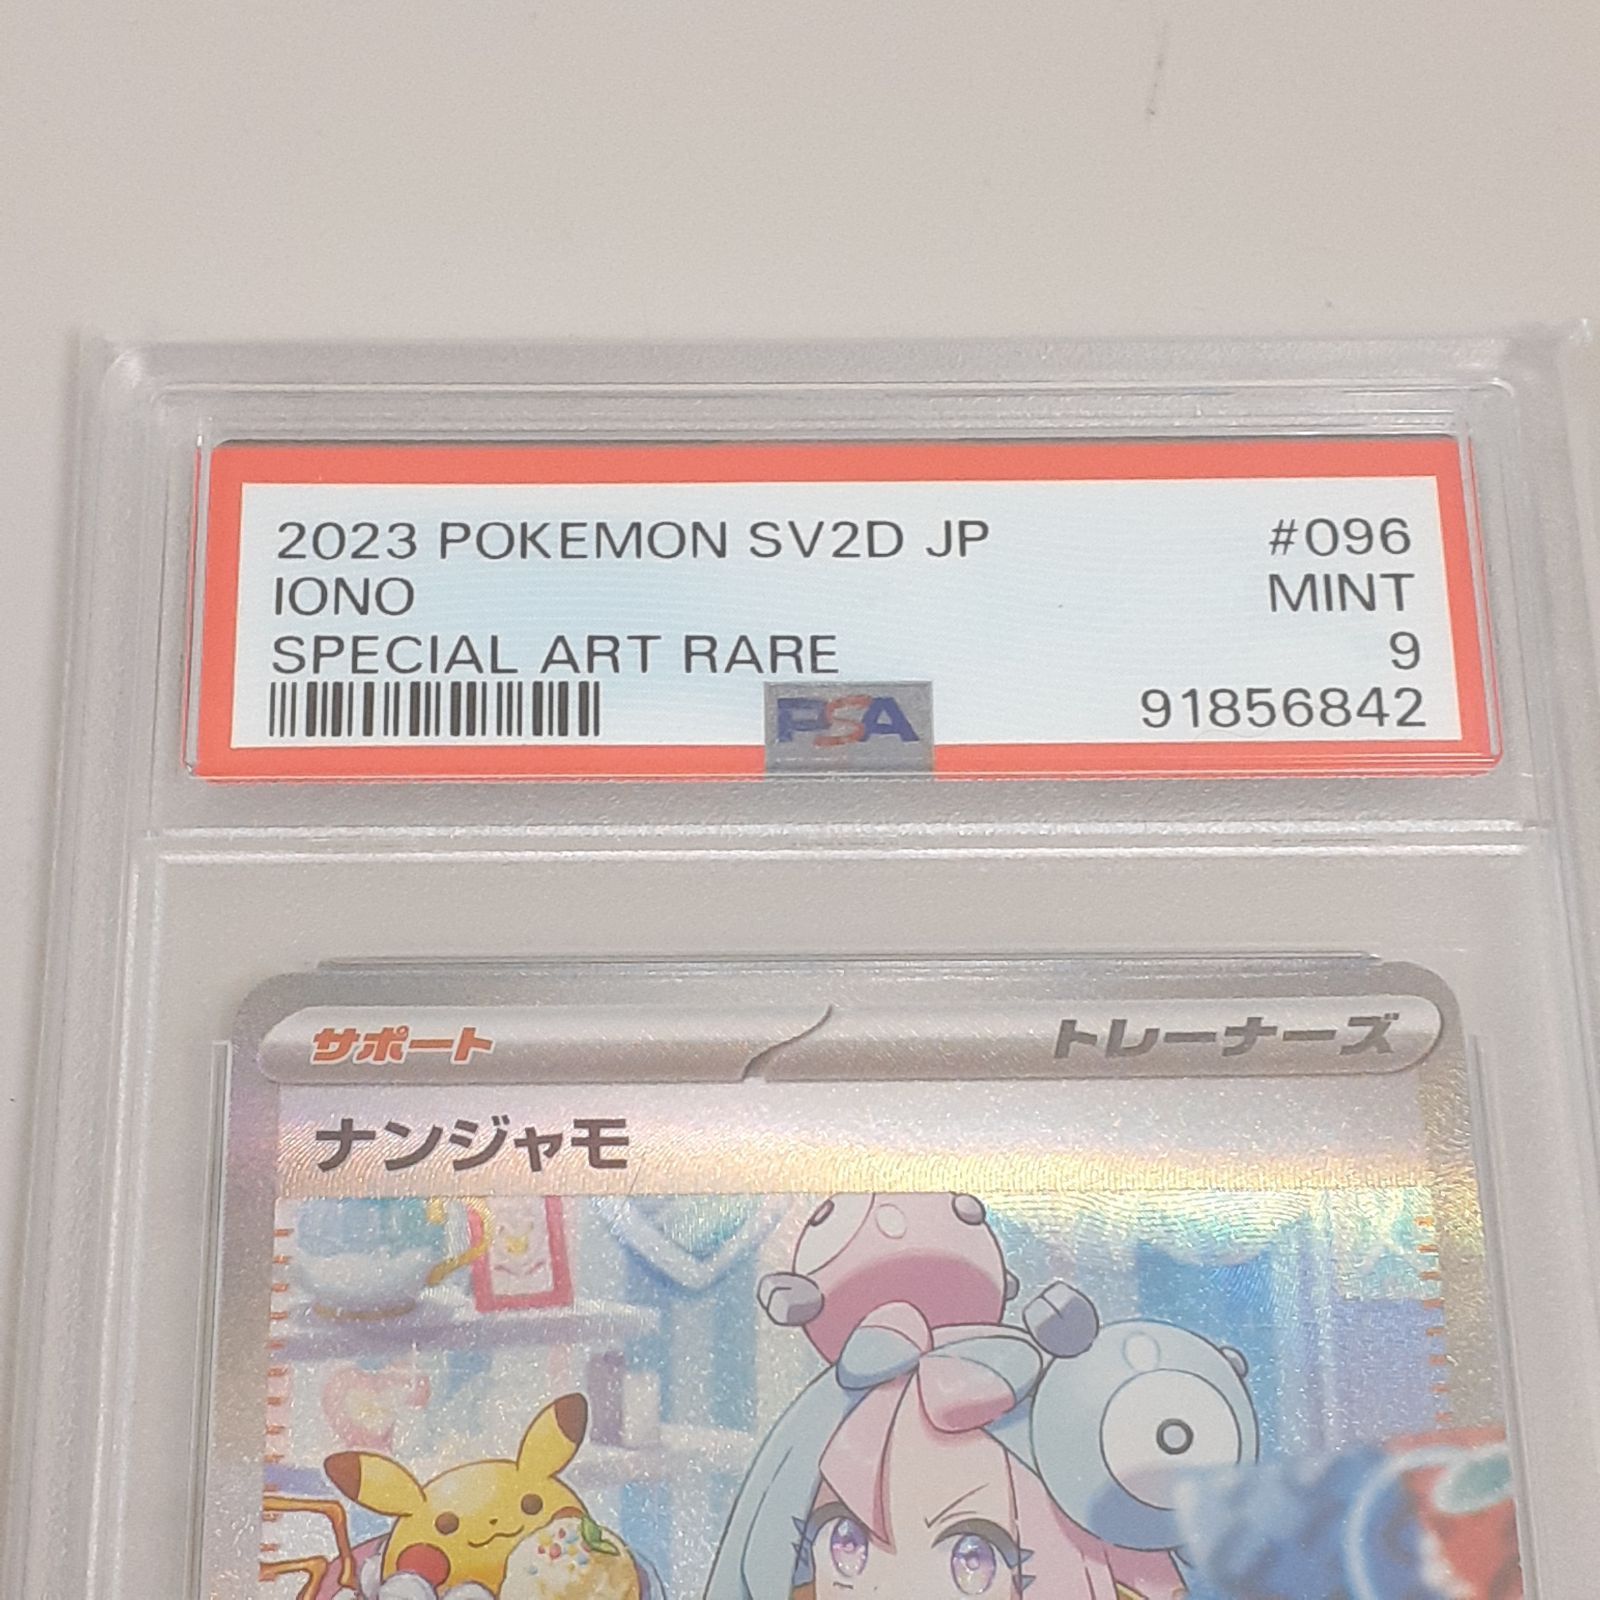 2023 POKEMON SV2D JP #096
IONO MINT
SPECIAL ART RARE 9
PSA 91856842
サポート トレーナーズ
ナンジャモ